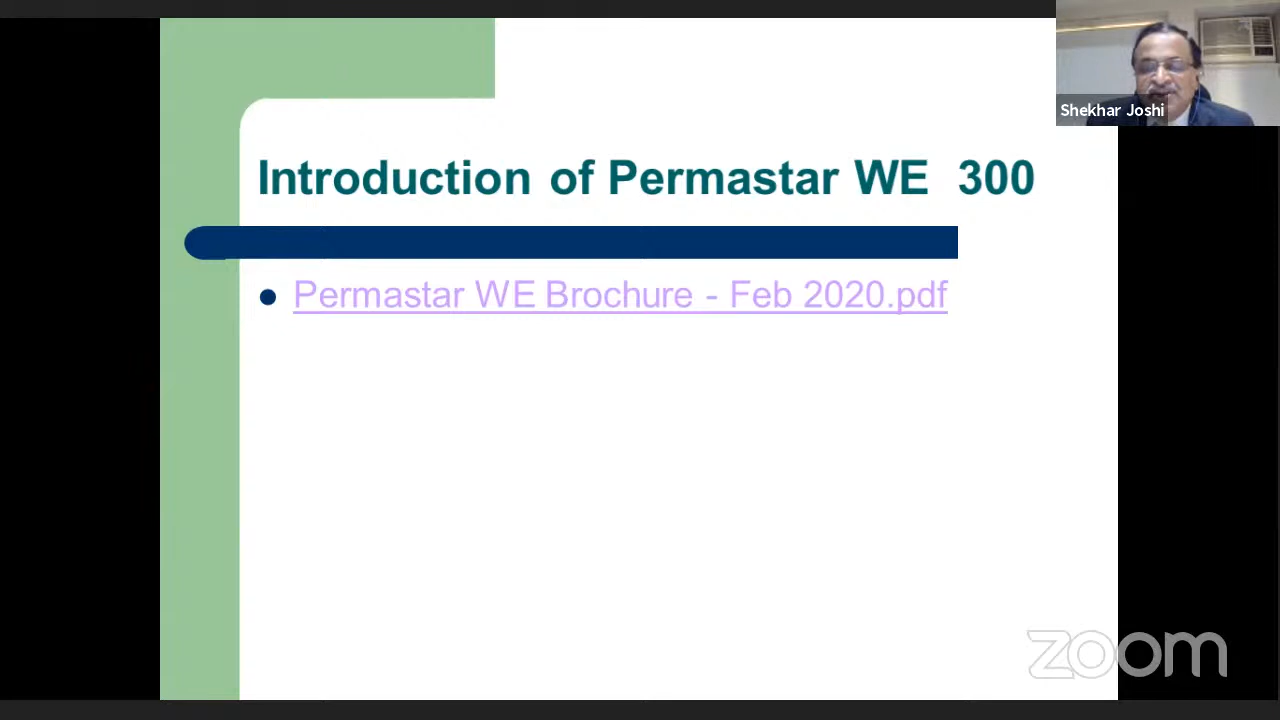 Shekhar Joshi
Introduction of Permastar WE 300
Permastar WE Brochure - Feb 2020.pdf
zoom